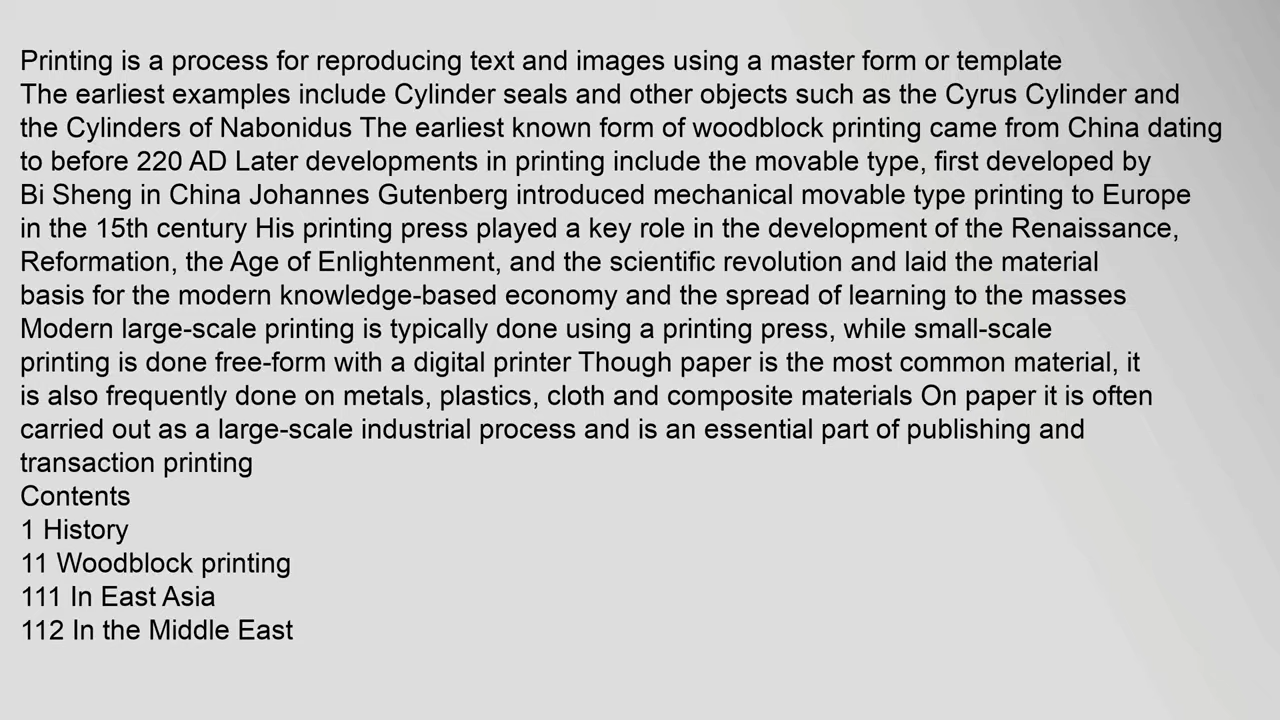 Printing is a process for reproducing text and images using a master form or template
The earliest examples include Cylinder seals and other objects such as the Cyrus Cylinder and
the Cylinders of Nabonidus The earliest known form of woodblock printing came from China dating
to before 220 AD Later developments in printing include the movable type, first developed by
Bi Sheng in China Johannes Gutenberg introduced mechanical movable type printing to Europe
in the 15th century His printing press played a key role in the development of the Renaissance,
Reformation, the Age of Enlightenment, and the scientific revolution and laid the material
basis for the modern knowledge-based economy and the spread of learning to the masses
Modern large-scale printing is typically done using a printing press, while small-scale
printing is done free-form with a digital printer Though paper is the most common material, it
is also frequently done on metals, plastics, cloth and composite materials On paper it is often
carried out as a large-scale industrial process and is an essential part of publishing and
transaction printing
Contents
1 History
11 Woodblock printing
111 In East Asia
112 In the Middle East